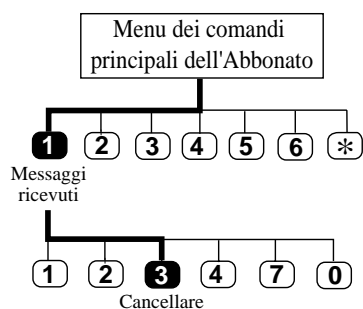 Menu dei comandi
principali dell'Abbonato
1 2 3 4 5 6 *
Messaggi
ricevuti
1 2 3 4 7 0
Cancellare